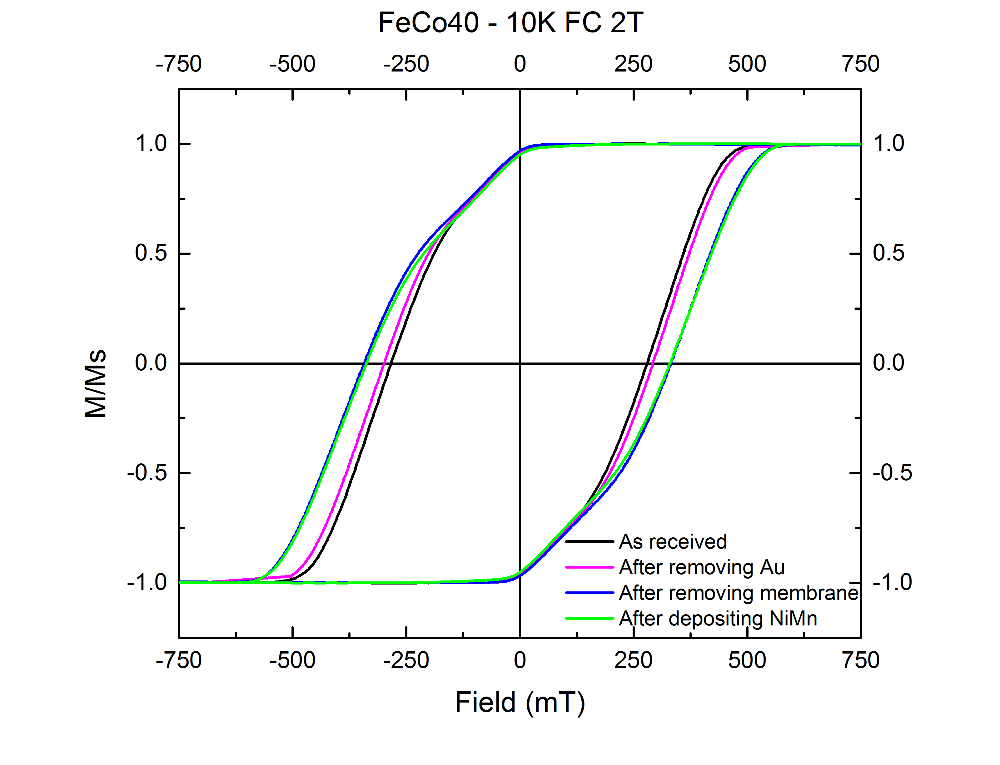 FeCo40 - 10K FC 2T
-750 -500 -250 0 250 500 750
1.0 1.0
0.5 0.5
0.0 0.0
-0.5 -0.5
-1.0 -1.0
M/Ms
As received
After removing Au
After removing membrane
After depositing NiMn
-750 -500 -250 0 250 500 750
Field (mT)